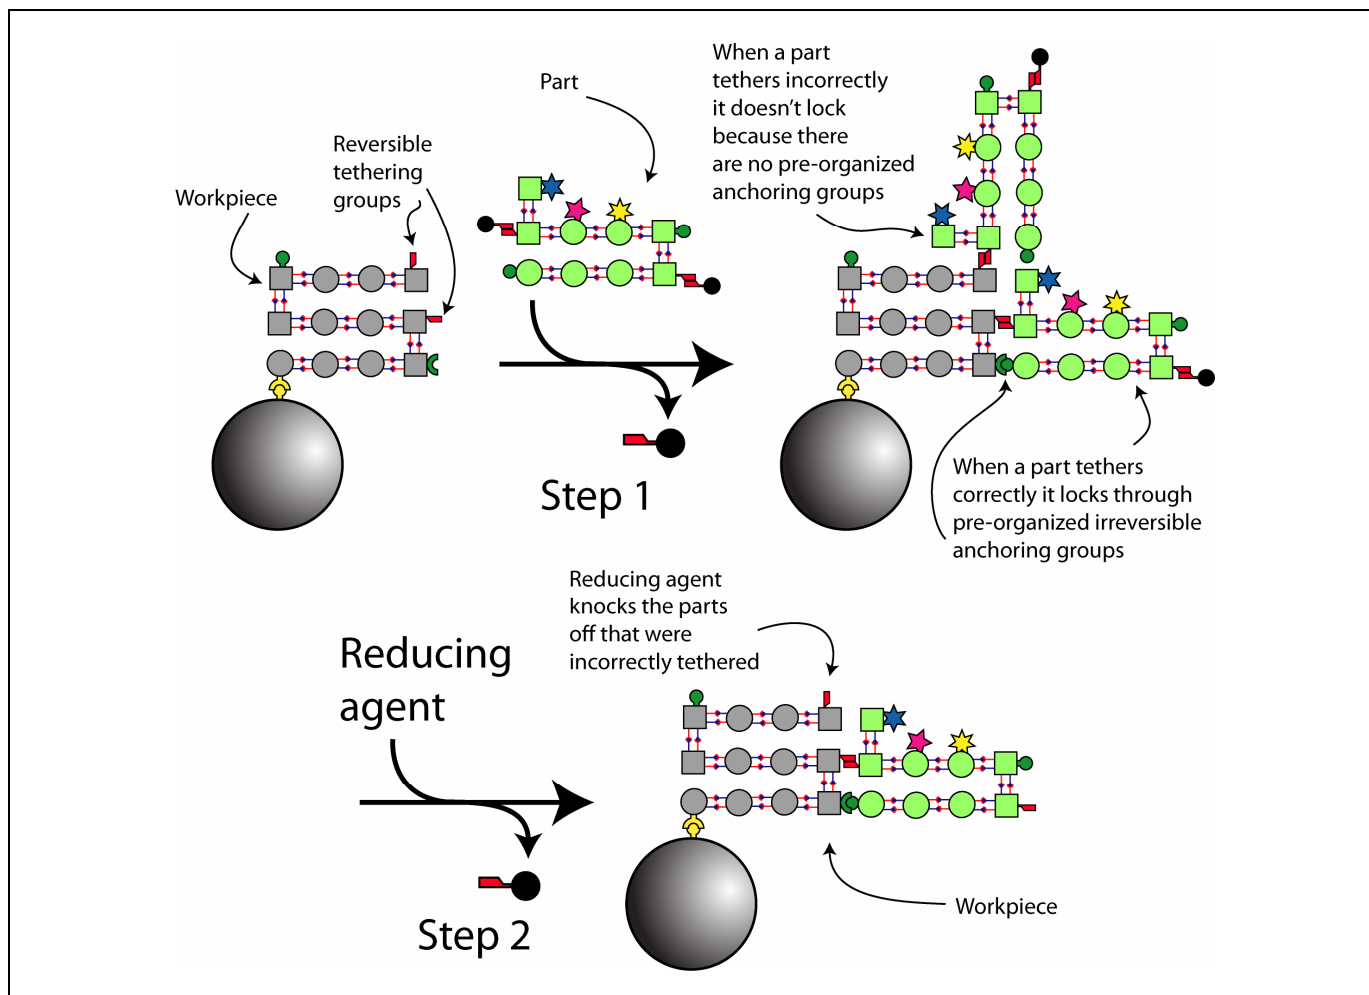 Workpiece
Reversible
tethering
groups
Part
When a part
tethers incorrectly
it doesn't lock
because there
are no pre-organized
anchoring groups
Step 1
When a part tethers
correctly it locks through
pre-organized irreversible
anchoring groups
Reducing
agent
Step 2
Reducing agent
knocks the parts
off that were
incorrectly tethered
Workpiece